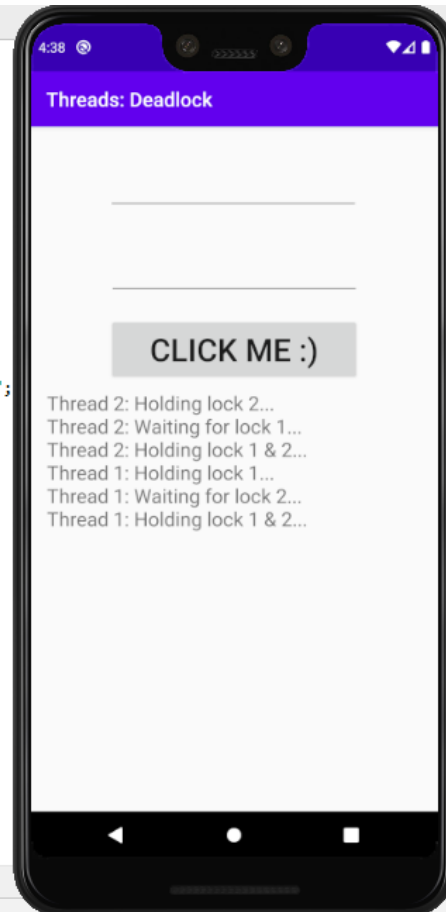 4:38
Threads: Deadlock
CLICK ME :)
";
Thread 2: Holding lock 2...
Thread 2: Waiting for lock 1...
Thread 2: Holding lock 1 & 2...
Thread 1: Holding lock 1...
Thread 1: Waiting for lock 2...
Thread 1: Holding lock 1 & 2...